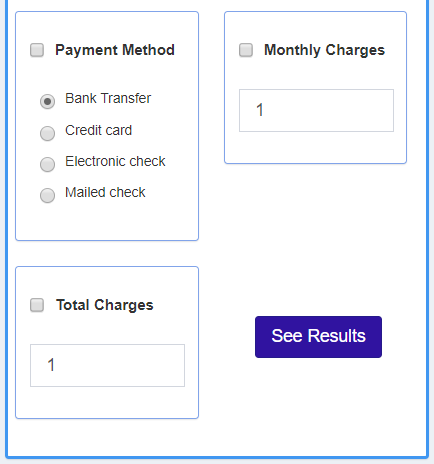 Payment Method
Bank Transfer
Credit card
Electronic check
Mailed check
Monthly Charges
1
Total Charges
1
See Results